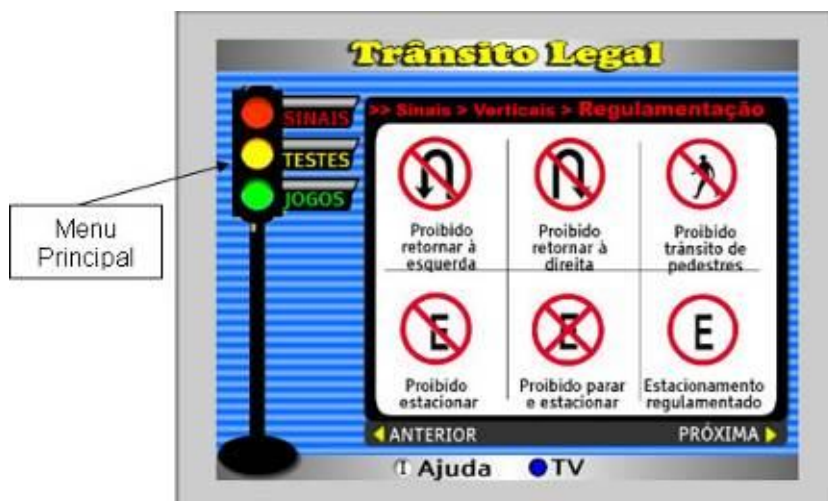 Trânsito Legal
SINAIS
TESTES
JOGOS
Menu
Principal
>> Sinais > Verticais > Regulamentação
Proibido
retornar à
esquerda
Proibido
retornar à
direita
Proibido
trânsito de
pedestres
E
Proibido
estacionar
E
Proibido parar
e estacionar
E
Estacionamento
regulamentado
ANTERIOR
PRÓXIMA
i Ajuda
TV